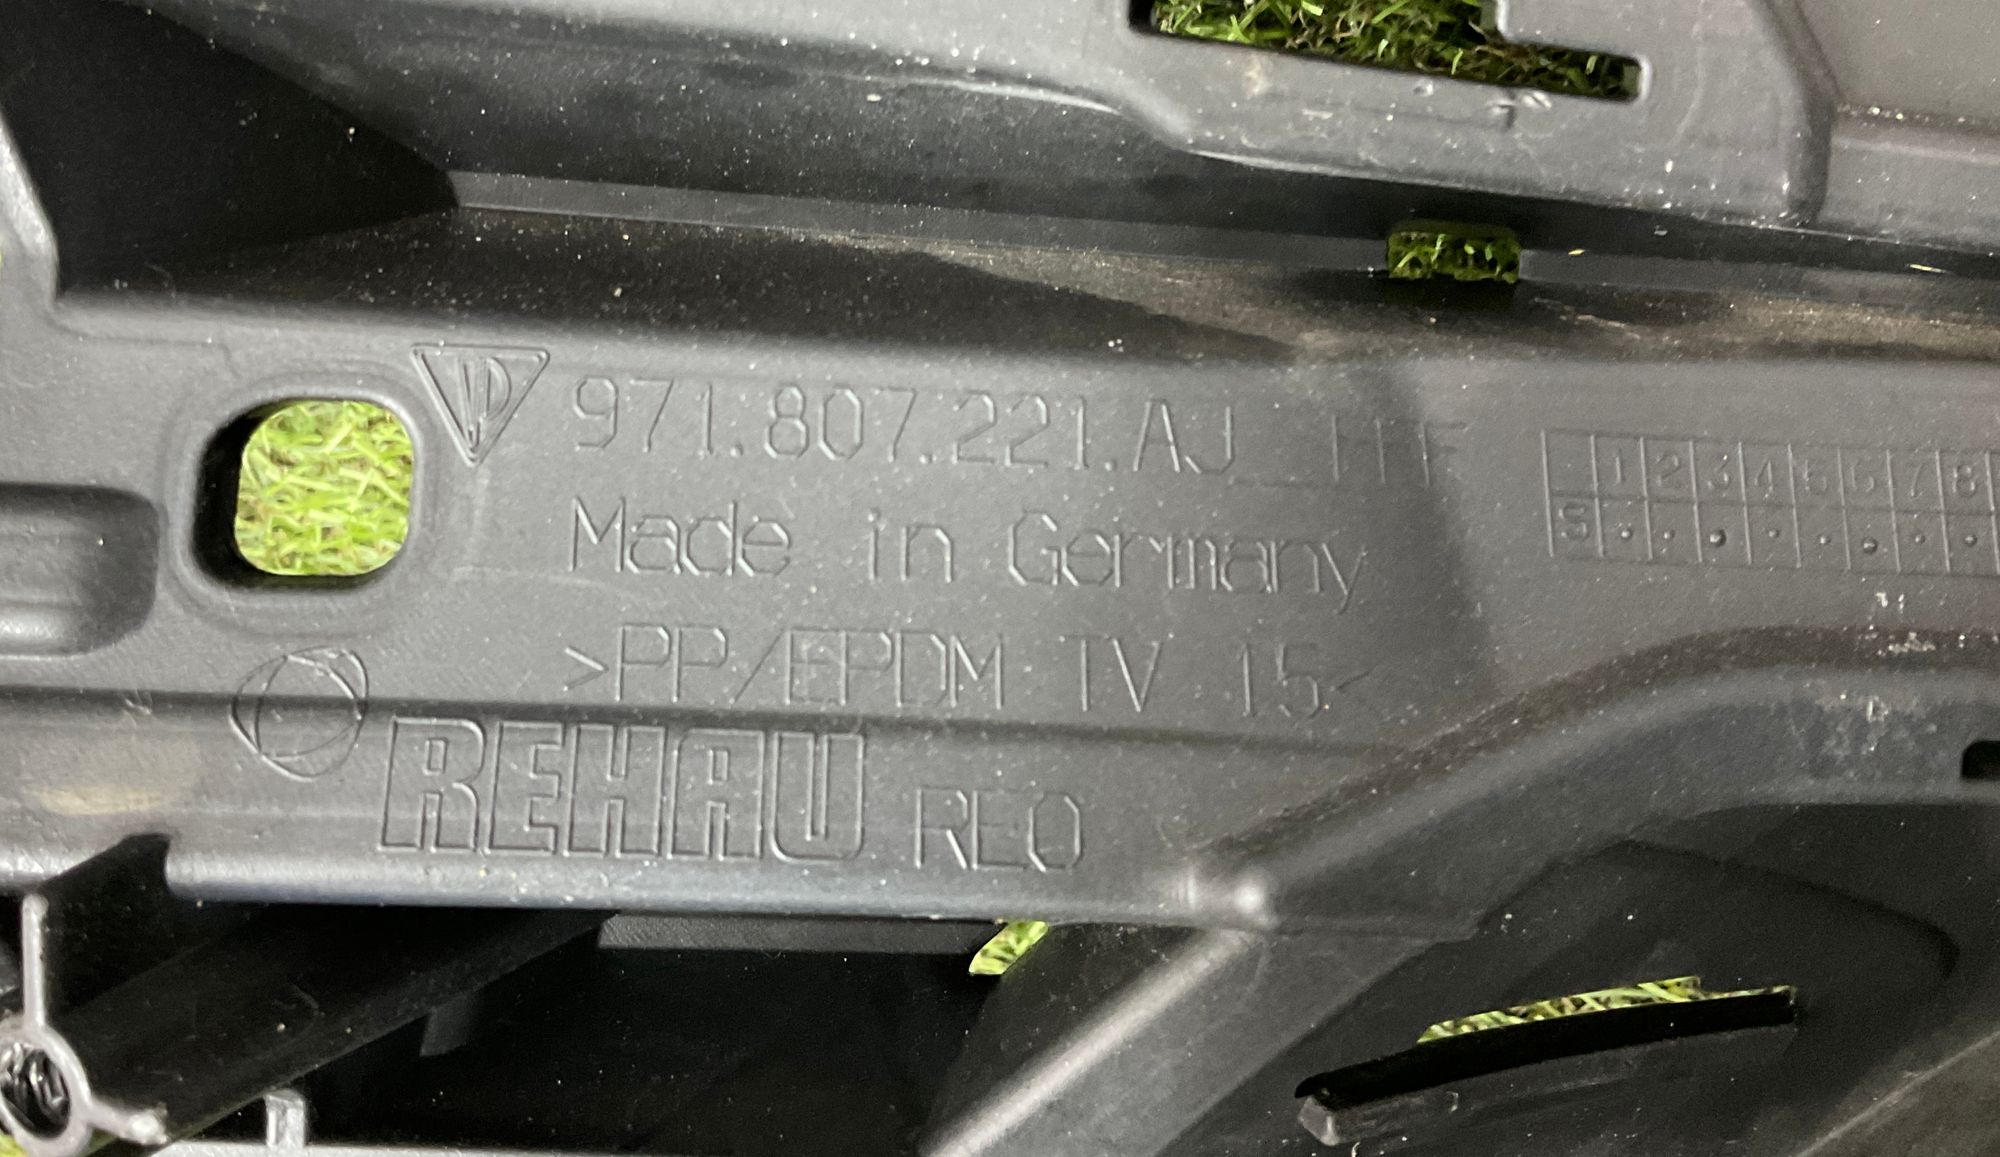 971.807.221.AJ
Made in Germany
>PP/EPDM TV 15<
REHAU REO
1 2 3 4 5 6 7 8
S